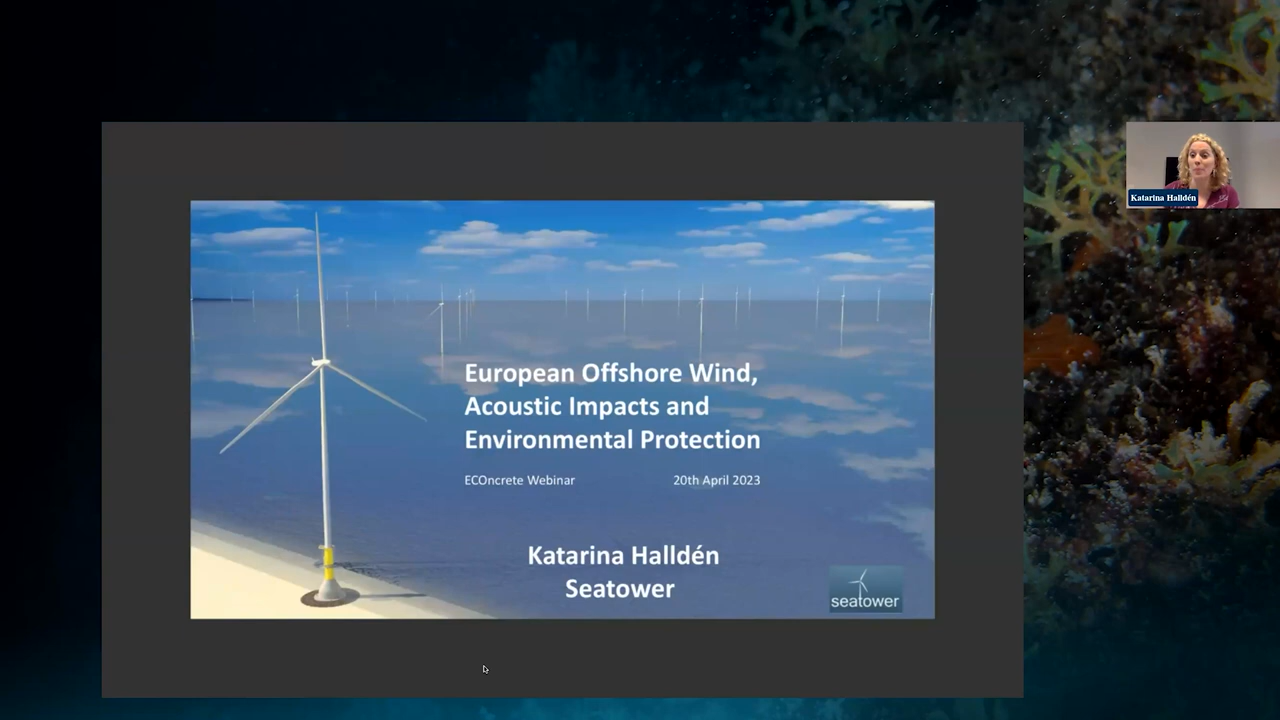 Katarina Halldén
European Offshore Wind,
Acoustic Impacts and
Environmental Protection
ECOncrete Webinar 20th April 2023
Katarina Halldén
Seatower
seatower